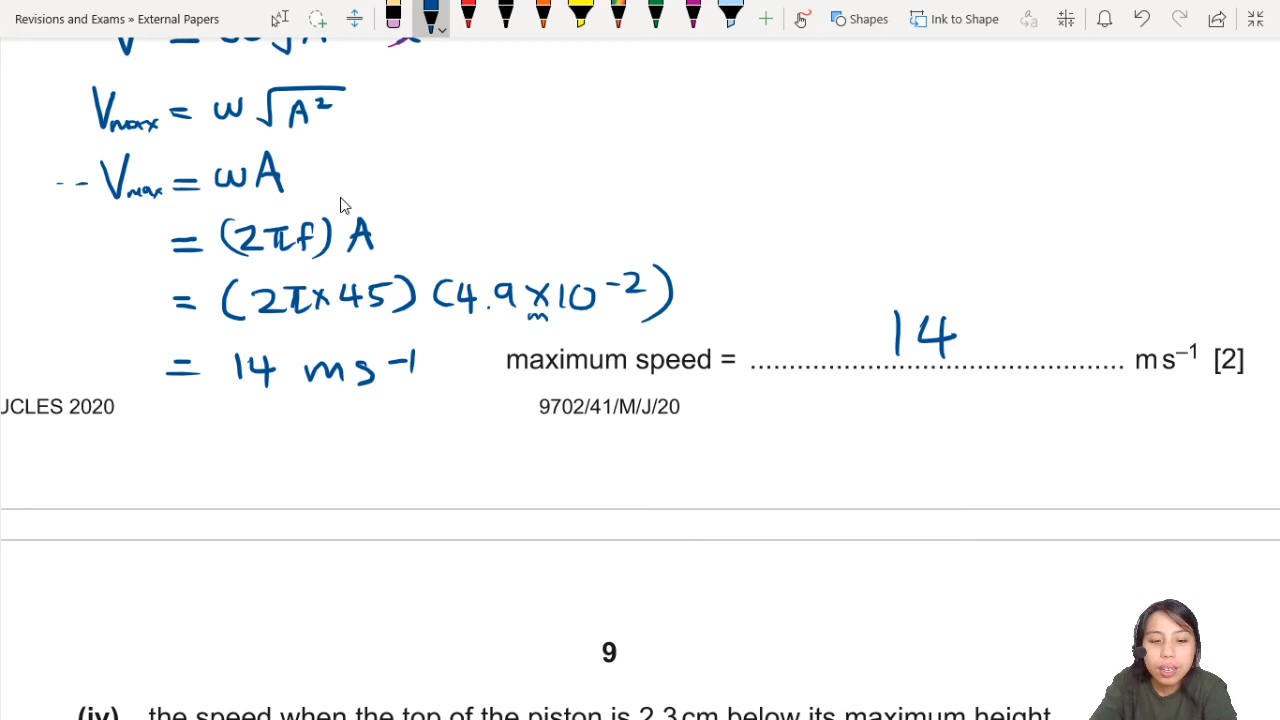 Revisions and Exams » External Papers
Shapes
Ink to Shape
Vmax = ω √A²
-- Vmax = ωA
= (2πf) A
= (2π×45) (4.9×10⁻²)
m
= 14 ms⁻¹
maximum speed = 14 ms⁻¹ [2]
UCLES 2020
9702/41/M/J/20
9
(iv) the speed when the top of the piston is 2.3 cm below its maximum height